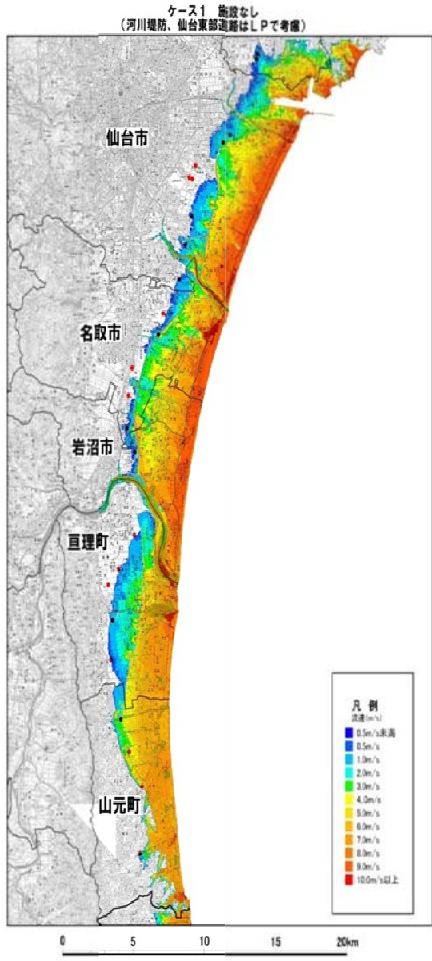 ケース1 施設なし
(河川堤防、仙台東部道路はLPで考慮)
仙台市
名取市
岩沼市
亘理町
山元町
凡例
流速(m/s)
0.5m/s未満
0.5m/s
1.0m/s
2.0m/s
3.0m/s
4.0m/s
5.0m/s
6.0m/s
7.0m/s
8.0m/s
9.0m/s
10.0m/s以上
0 5 10 15 20km